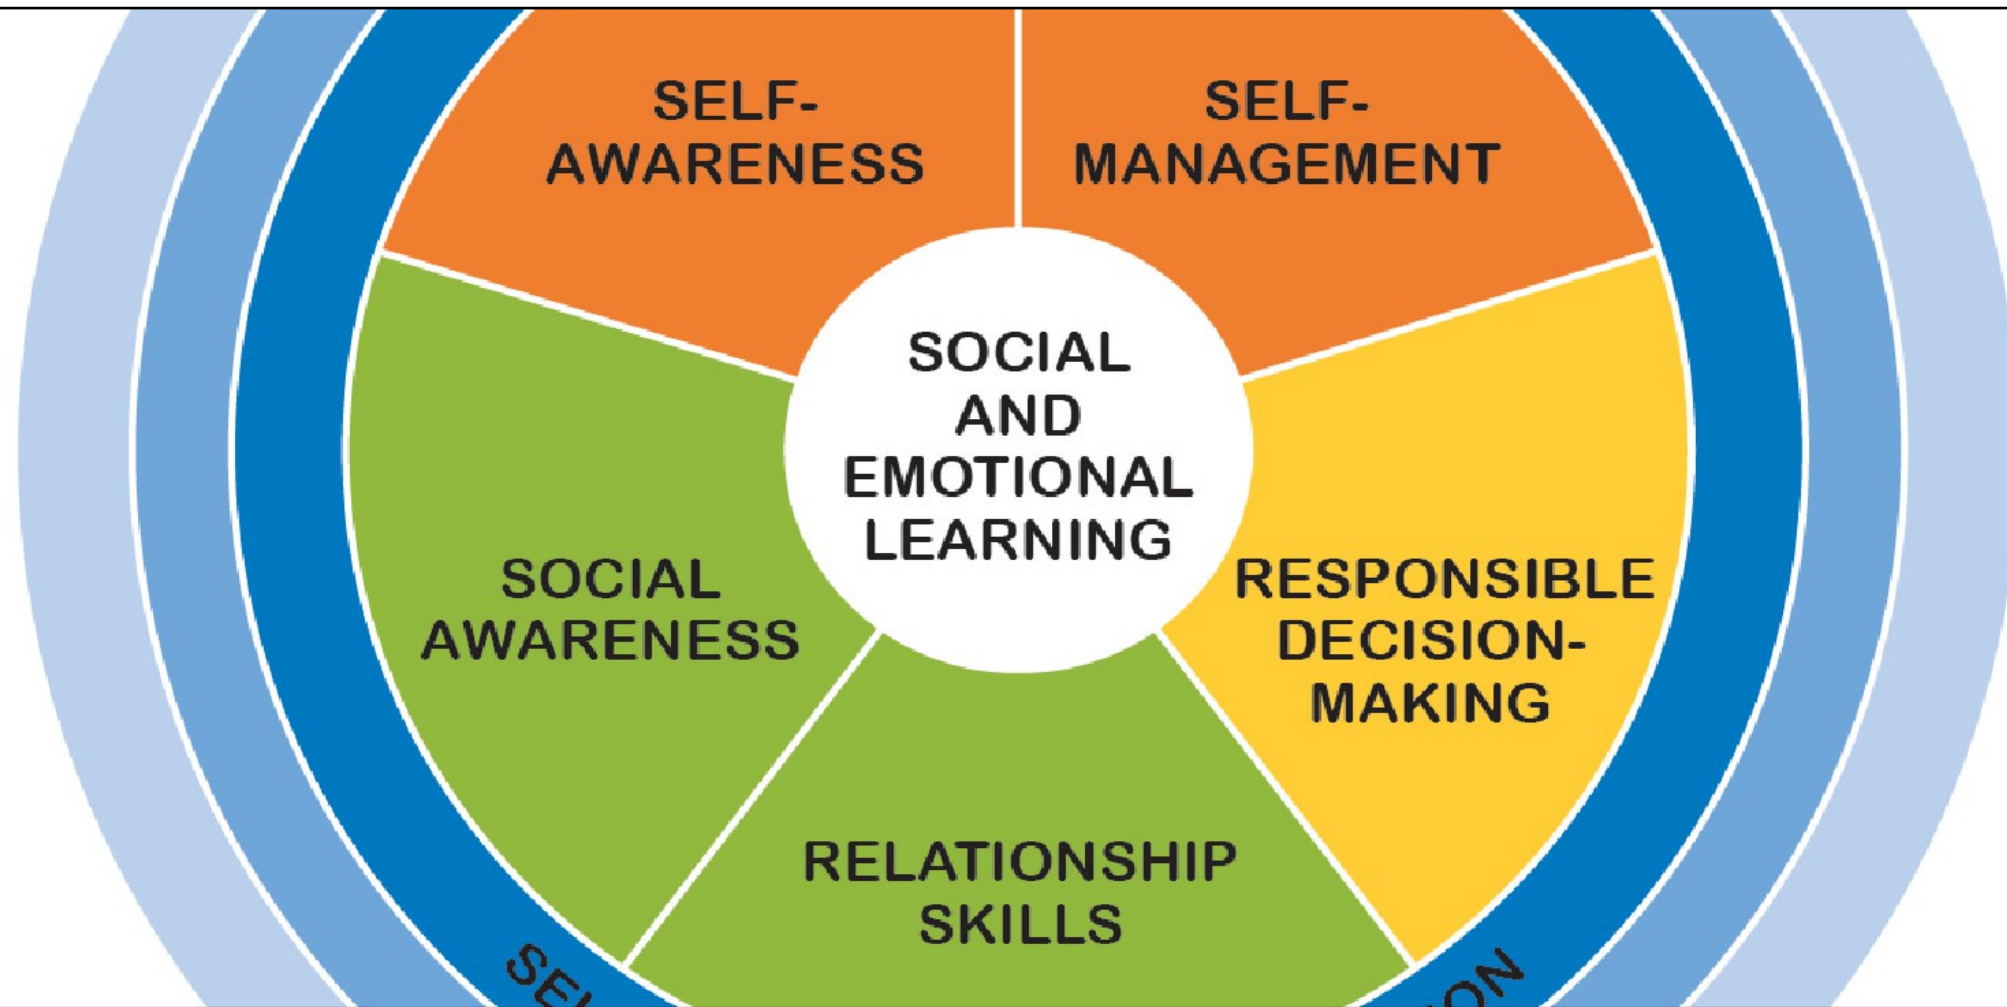 SELF-
AWARENESS
SELF-
MANAGEMENT
SOCIAL
AND
EMOTIONAL
LEARNING
SOCIAL
AWARENESS
RESPONSIBLE
DECISION-
MAKING
RELATIONSHIP
SKILLS